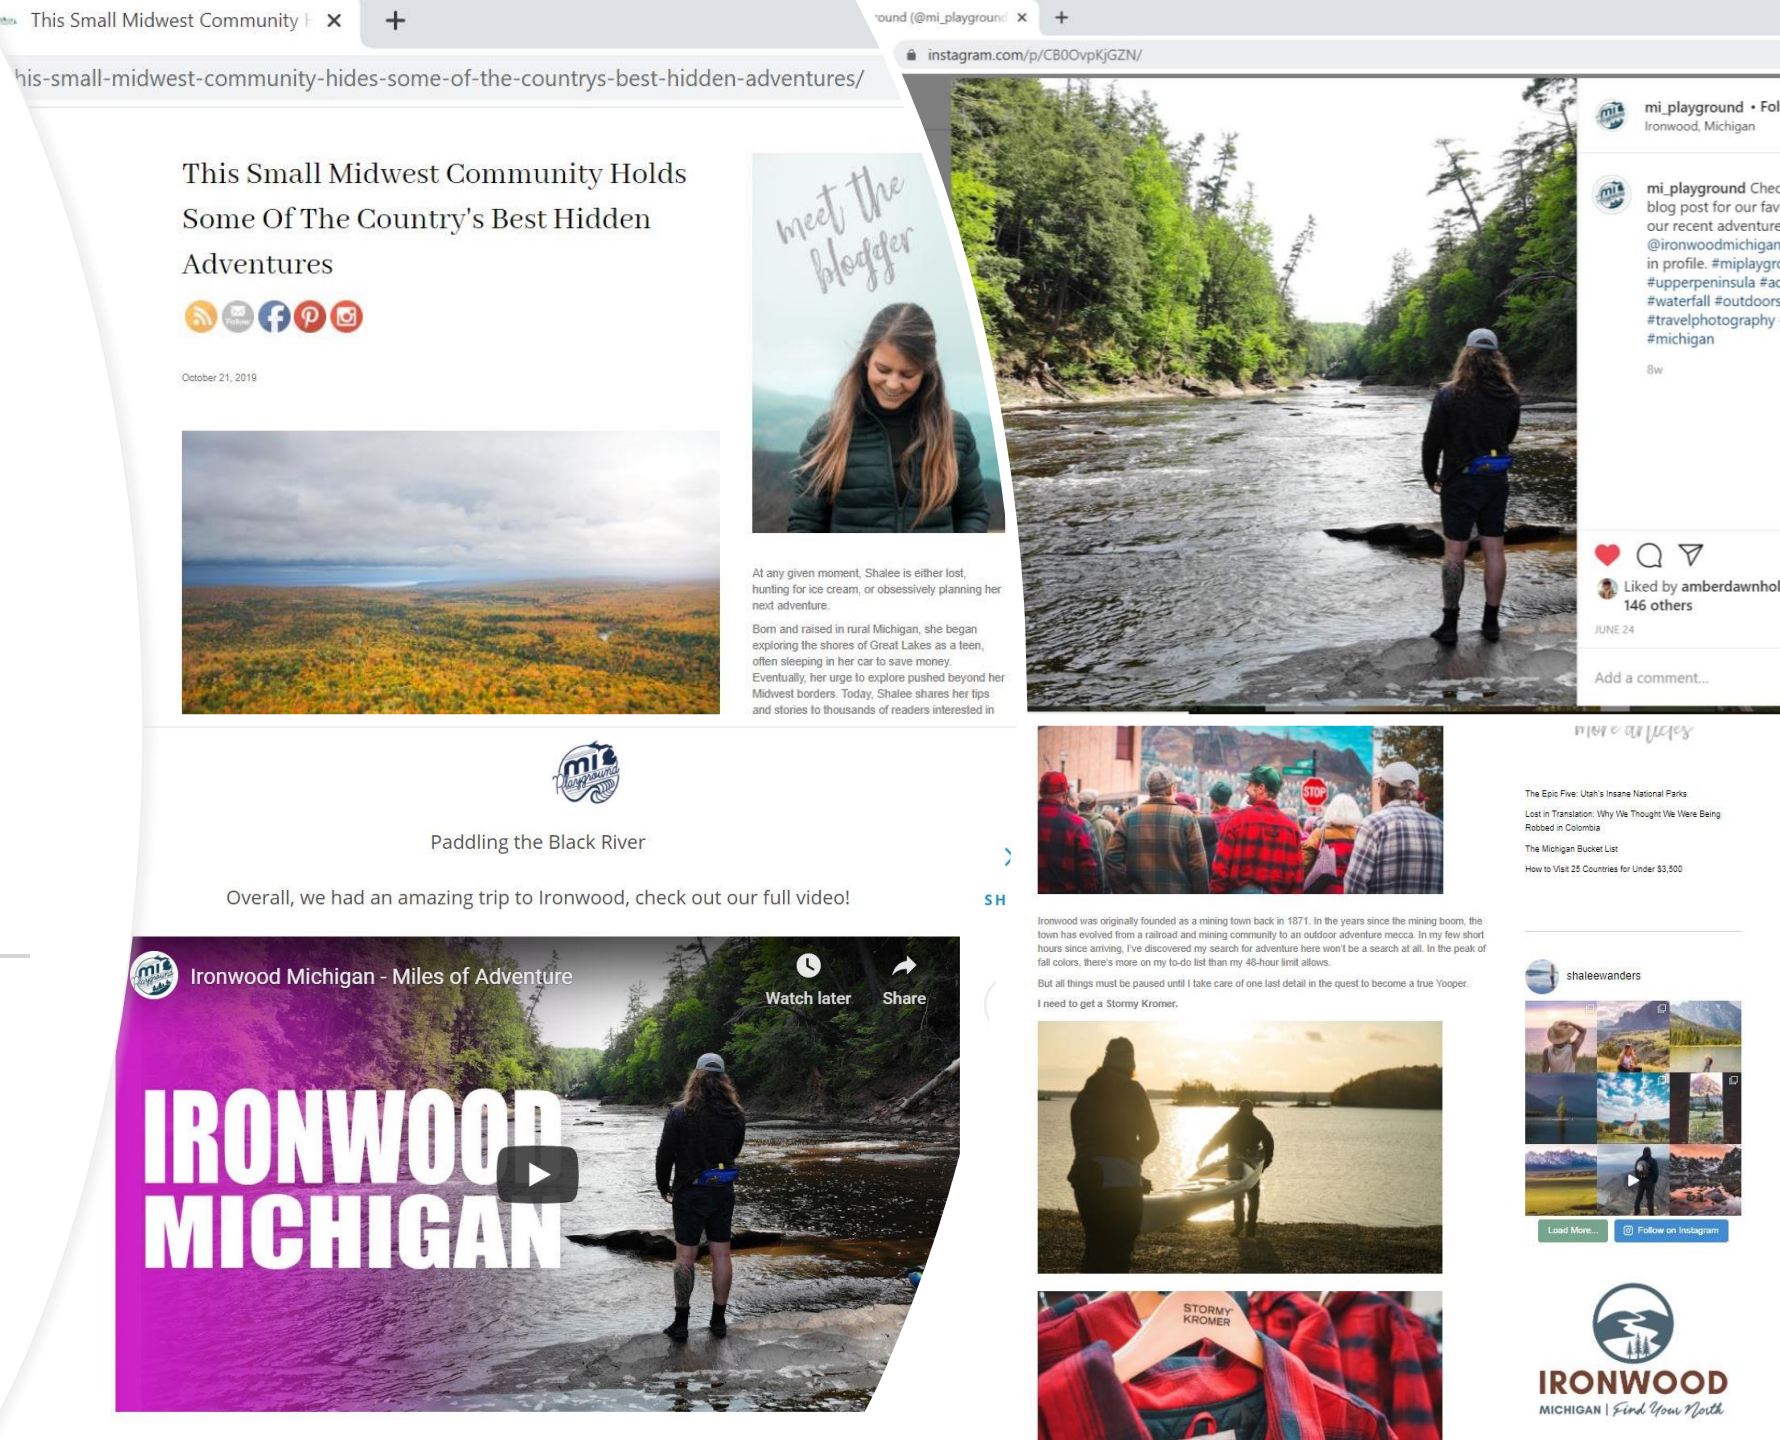 This Small Midwest Community
his-small-midwest-community-hides-some-of-the-countrys-best-hidden-adventures/
This Small Midwest Community Holds
Some Of The Country's Best Hidden
Adventures
Follow
October 21, 2019
meet the
blogger
At any given moment, Shalee is either lost,
hunting for ice cream, or obsessively planning her
next adventure.
Born and raised in rural Michigan, she began
exploring the shores of Great Lakes as a teen,
often sleeping in her car to save money.
Eventually, her urge to explore pushed beyond her
Midwest borders. Today, Shalee shares her tips
and stories to thousands of readers interested in
ound (@mi_playground
instagram.com/p/CB0OvpKjGZN/
mi_playground • Fol
Ironwood, Michigan
mi_playground Chec
blog post for our fav
our recent adventure
@ironwoodmichigan
in profile. #miplaygro
#upperpeninsula #ad
#waterfall #outdoors
#travelphotography
#michigan
8w
Liked by amberdawnhol
146 others
JUNE 24
Add a comment...
mi
Playground
Paddling the Black River
Overall, we had an amazing trip to Ironwood, check out our full video!
SH
Ironwood Michigan - Miles of Adventure
Watch later
Share
IRONWOOD
MICHIGAN
STOP
Ironwood was originally founded as a mining town back in 1871. In the years since the mining boom, the
town has evolved from a railroad and mining community to an outdoor adventure mecca. In my few short
hours since arriving, I've discovered my search for adventure here won't be a search at all. In the peak of
fall colors, there's more on my to-do list than my 48-hour limit allows.
But all things must be paused until I take care of one last detail in the quest to become a true Yooper.
I need to get a Stormy Kromer.
STORMY
KROMER
more articles
The Epic Five: Utah's Insane National Parks
Lost in Translation: Why We Thought We Were Being
Robbed in Colombia
The Michigan Bucket List
How to Visit 25 Countries for Under $3,500
shaleewanders
Load More...
Follow on Instagram
IRONWOOD
MICHIGAN | Find Your North